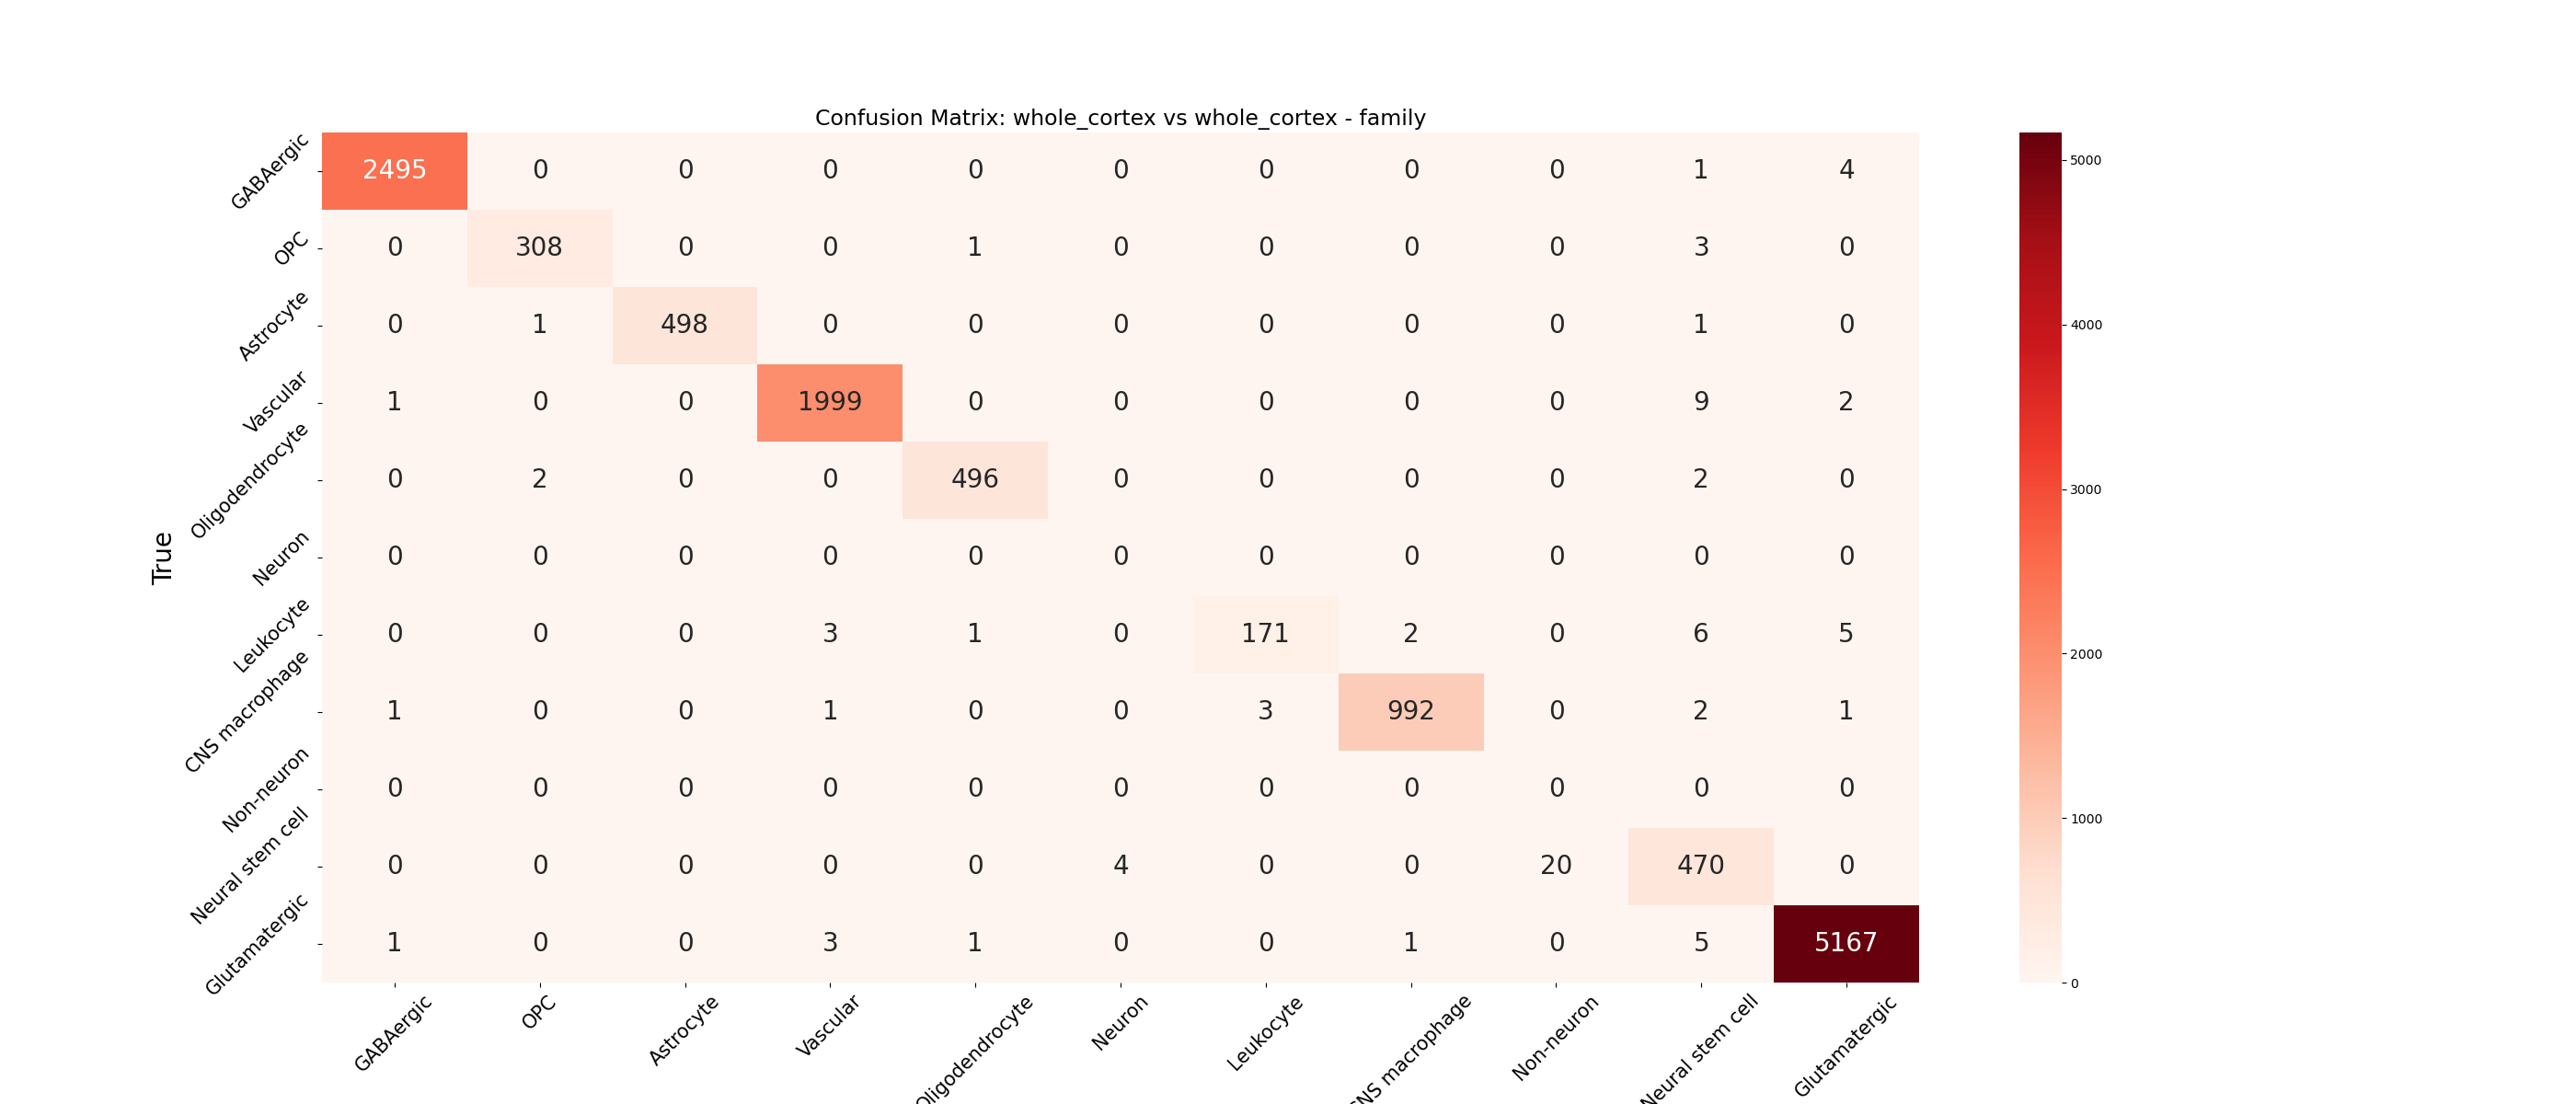 Confusion Matrix: whole_cortex vs whole_cortex - family
True
GABAergic 2495 0 0 0 0 0 0 0 0 1 4
OPC 0 308 0 0 1 0 0 0 0 3 0
Astrocyte 0 1 498 0 0 0 0 0 0 1 0
Vascular 1 0 0 1999 0 0 0 0 0 9 2
Oligodendrocyte 0 2 0 0 496 0 0 0 0 2 0
Neuron 0 0 0 0 0 0 0 0 0 0 0
Leukocyte 0 0 0 3 1 0 171 2 0 6 5
CNS macrophage 1 0 0 1 0 0 3 992 0 2 1
Non-neuron 0 0 0 0 0 0 0 0 0 0 0
Neural stem cell 0 0 0 0 0 4 0 0 20 470 0
Glutamatergic 1 0 0 3 1 0 0 1 0 5 5167
GABAergic OPC Astrocyte Vascular Oligodendrocyte Neuron Leukocyte CNS macrophage Non-neuron Neural stem cell Glutamatergic
5000
4000
3000
2000
1000
0